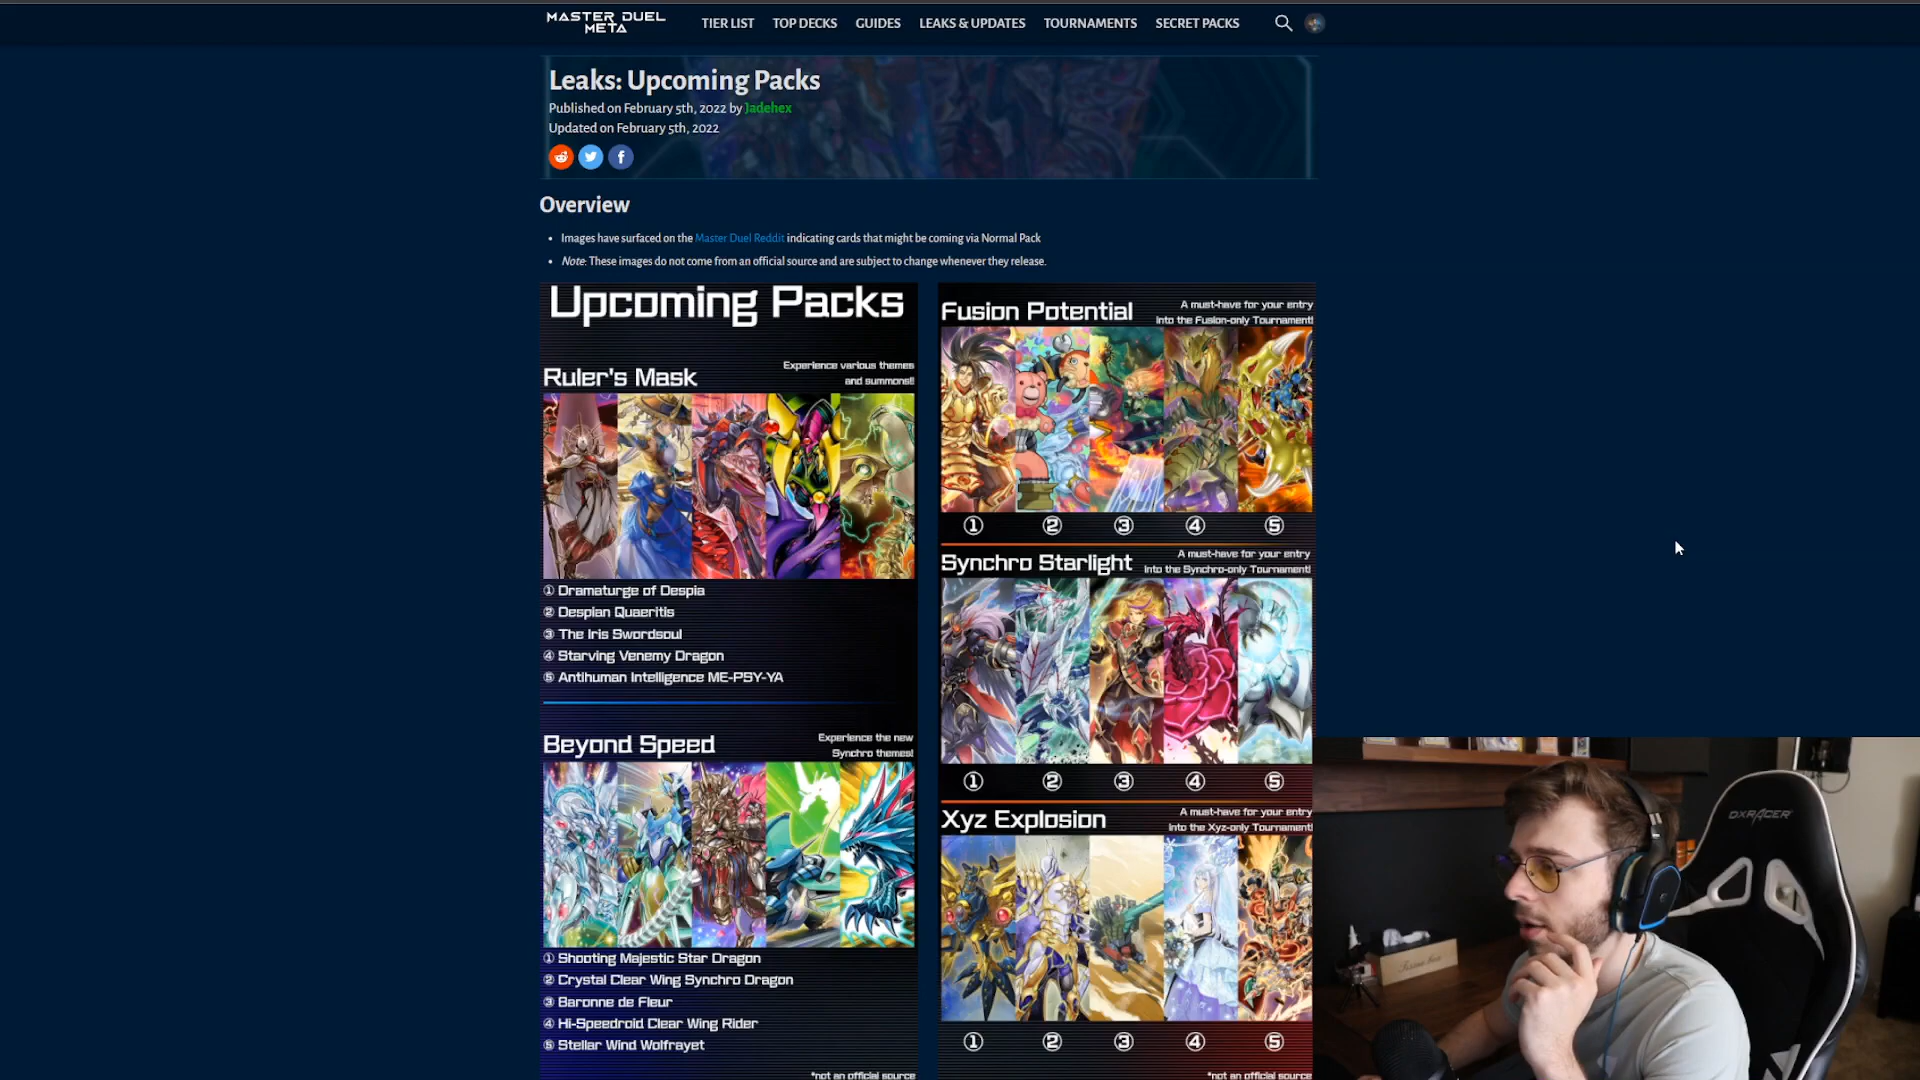 MASTER DUEL
META
TIER LIST
TOP DECKS
GUIDES
LEAKS & UPDATES
TOURNAMENTS
SECRET PACKS
Leaks: Upcoming Packs
Published on February 5th, 2022 by Jadehex
Updated on February 5th, 2022
Overview
• Images have surfaced on the Master Duel Reddit indicating cards that might be coming via Normal Pack
• Note: These images do not come from an official source and are subject to change whenever they release.
Upcoming Packs
Ruler's Mask
Experience various themes
and summons!!
① Dramaturge of Despia
② Despian Quaeritis
③ The Iris Swordsoul
④ Starving Venemy Dragon
⑤ Antihuman Intelligence ME-PSY-YA
Beyond Speed
Experience the new
Synchro themes!
① Shooting Majestic Star Dragon
② Crystal Clear Wing Synchro Dragon
③ Baronne de Fleur
④ Hi-Speedroid Clear Wing Rider
⑤ Stellar Wind Wolfrayet
*not an official source
Fusion Potential
A must-have for your entry
into the Fusion-only Tournament!
① ② ③ ④ ⑤
Synchro Starlight
A must-have for your entry
into the Synchro-only Tournament!
① ② ③ ④ ⑤
Xyz Explosion
A must-have for your entry
into the Xyz-only Tournament!
① ② ③ ④ ⑤
*not an official source
DXRACER